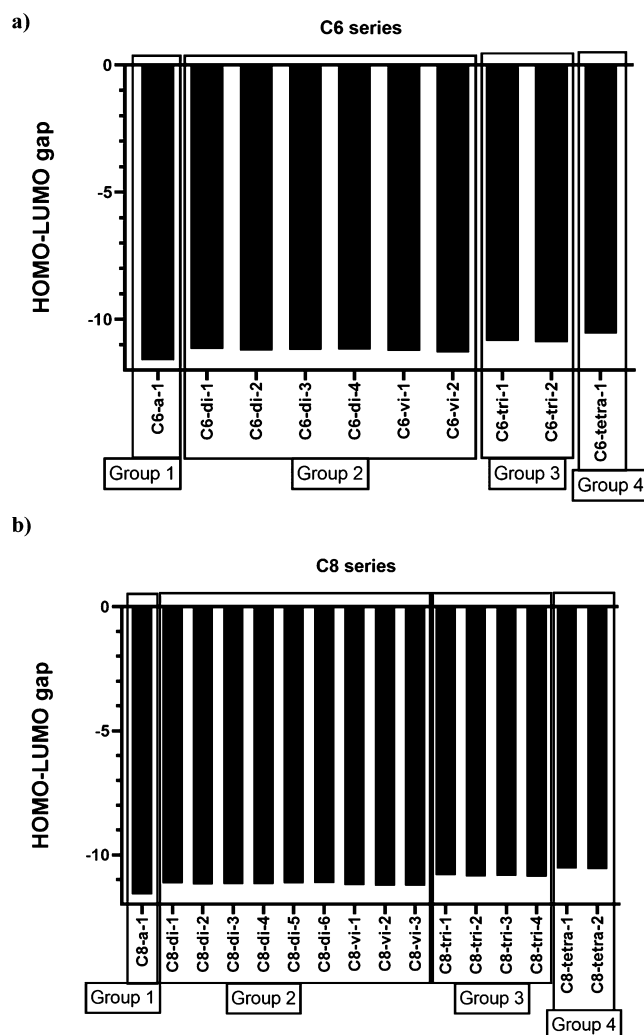 a)
C6 series
HOMO-LUMO gap
0
-5
-10
C6-a-1
C6-di-1
C6-di-2
C6-di-3
C6-di-4
C6-vi-1
C6-vi-2
C6-tri-1
C6-tri-2
C6-tetra-1
Group 1
Group 2
Group 3
Group 4
b)
C8 series
HOMO-LUMO gap
0
-5
-10
C8-a-1
C8-di-1
C8-di-2
C8-di-3
C8-di-4
C8-di-5
C8-di-6
C8-vi-1
C8-vi-2
C8-vi-3
C8-tri-1
C8-tri-2
C8-tri-3
C8-tri-4
C8-tetra-1
C8-tetra-2
Group 1
Group 2
Group 3
Group 4